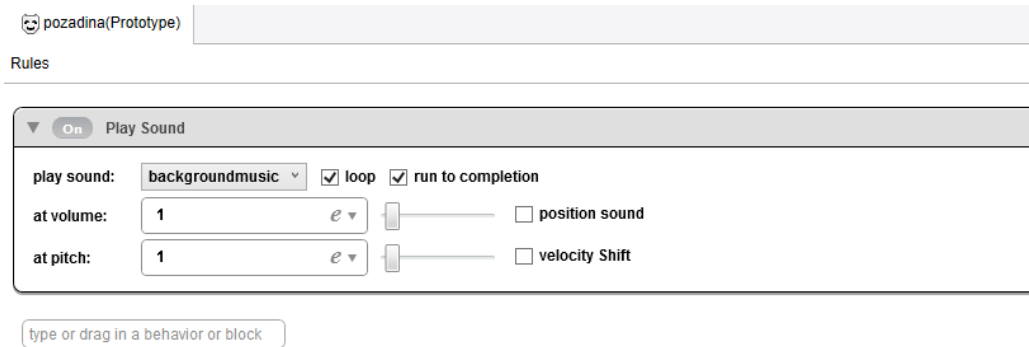 pozadina(Prototype)
Rules
On Play Sound
play sound: backgroundmusic loop run to completion
at volume: 1 e position sound
at pitch: 1 e velocity Shift
type or drag in a behavior or block